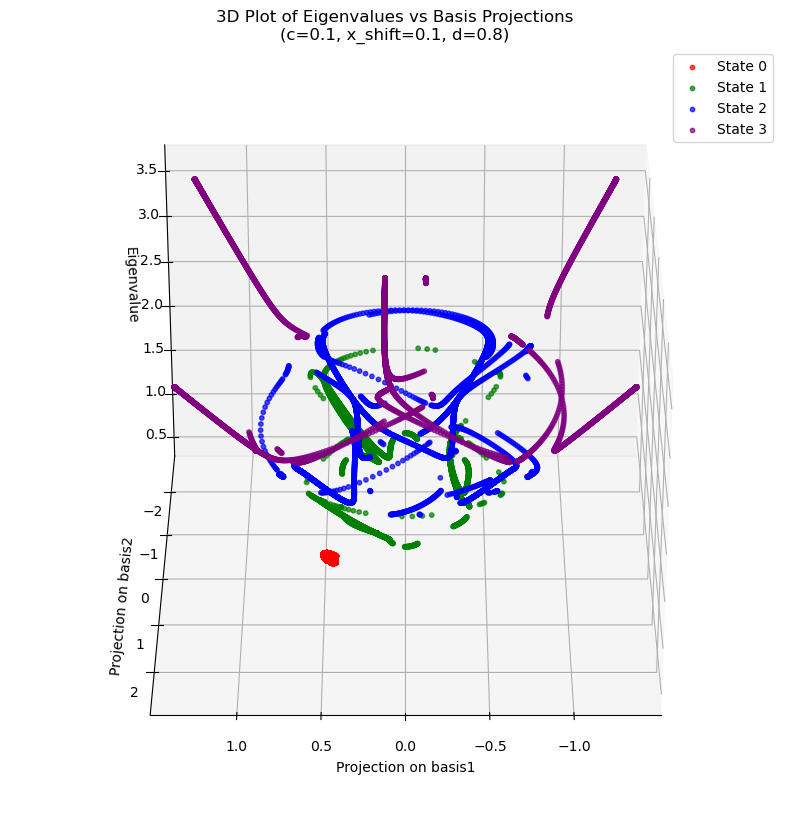 3D Plot of Eigenvalues vs Basis Projections
(c=0.1, x_shift=0.1, d=0.8)
State 0
State 1
State 2
State 3
3.5
3.0
2.5
2.0
1.5
1.0
0.5
Eigenvalue
−2
−1
0
1
2
Projection on basis2
1.0
0.5
0.0
−0.5
−1.0
Projection on basis1